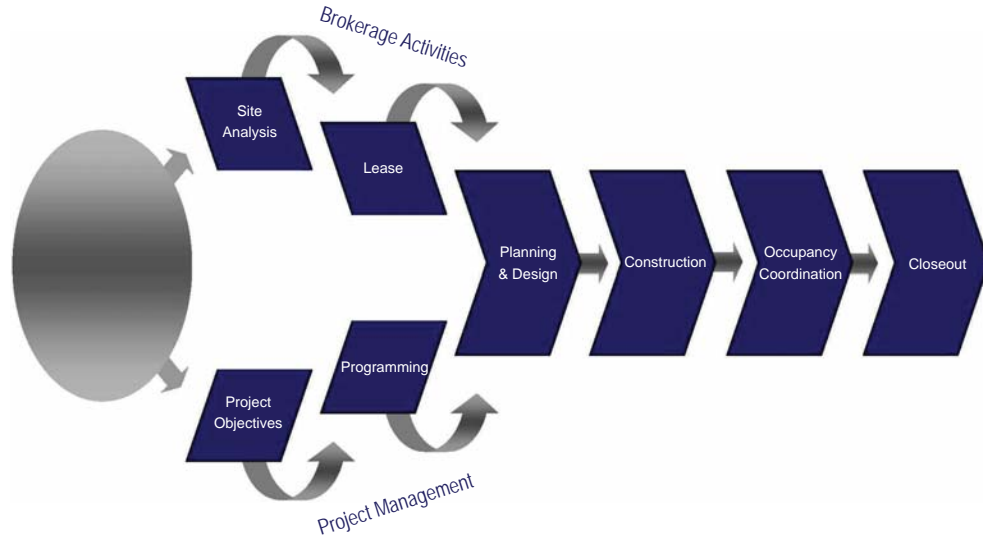 Brokerage Activities
Site
Analysis
Lease
Planning
& Design
Construction
Occupancy
Coordination
Closeout
Programming
Project
Objectives
Project Management